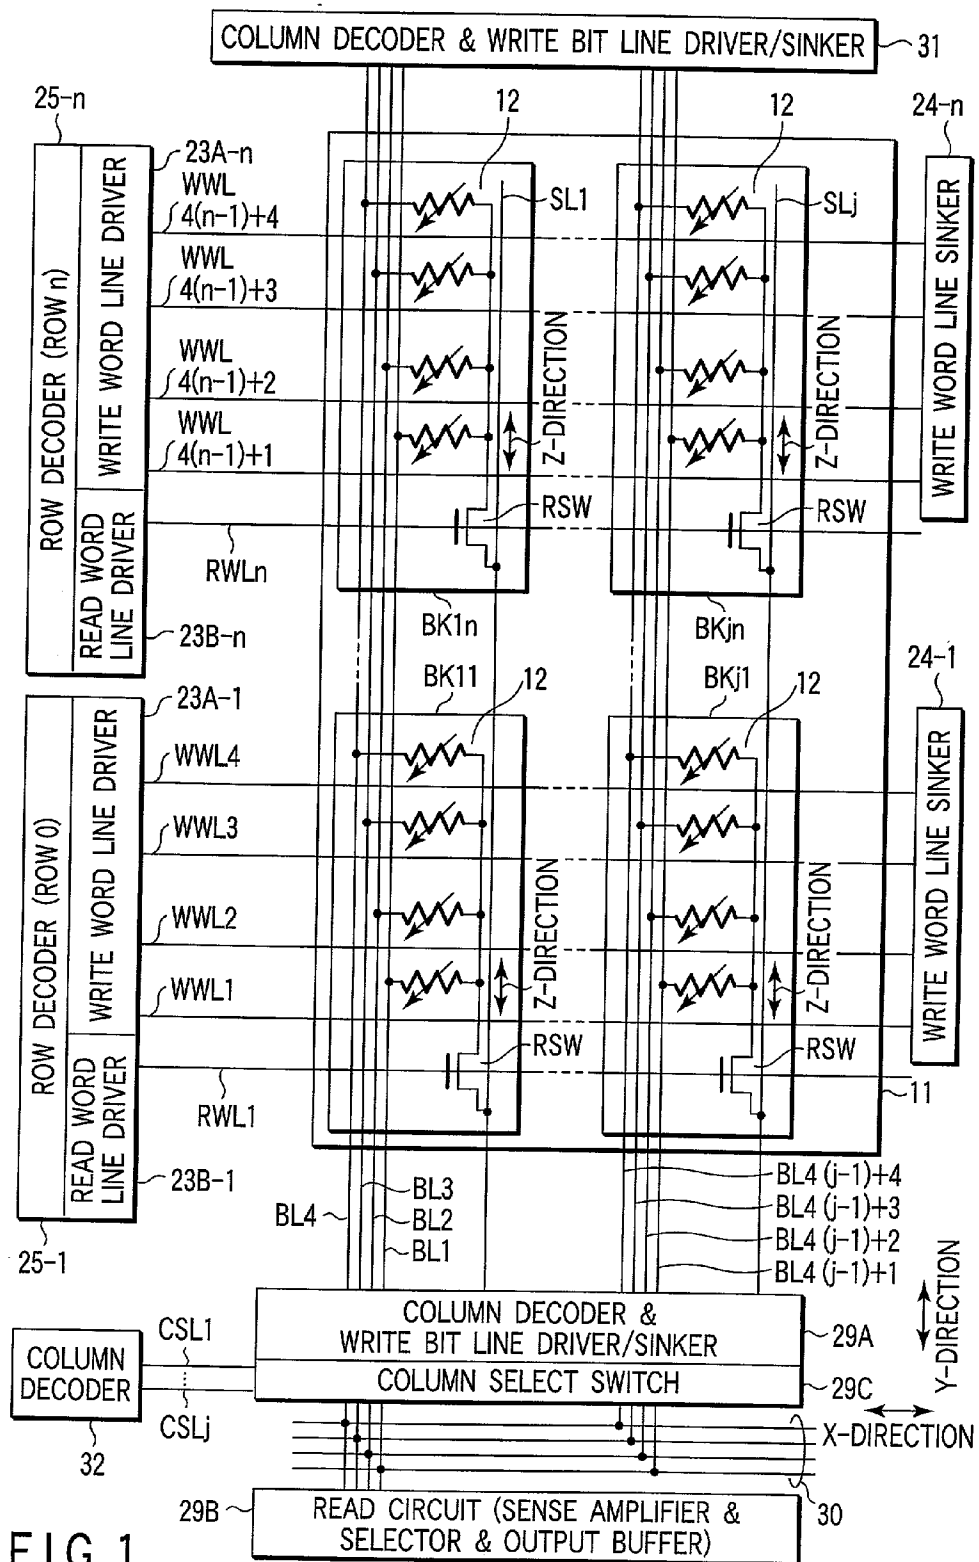 COLUMN DECODER & WRITE BIT LINE DRIVER/SINKER
31
25-n
12
12
24-n
23A-n
WWL
4(n-1)+4
WWL
4(n-1)+3
WWL
4(n-1)+2
WWL
4(n-1)+1
ROW DECODER (ROW n)
WRITE WORD LINE DRIVER
READ WORD
LINE DRIVER
SL1
SLj
Z-DIRECTION
Z-DIRECTION
WRITE WORD LINE SINKER
RSW
RSW
RWLn
23B-n
BK1n
BKjn
24-1
23A-1
BK11
12
BKj1
12
WWL4
WWL3
WWL2
WWL1
ROW DECODER (ROW 0)
WRITE WORD LINE DRIVER
READ WORD
LINE DRIVER
Z-DIRECTION
Z-DIRECTION
WRITE WORD LINE SINKER
RSW
RSW
11
RWL1
23B-1
25-1
BL4
BL3
BL2
BL1
BL4 (j-1)+4
BL4 (j-1)+3
BL4 (j-1)+2
BL4 (j-1)+1
COLUMN DECODER &
WRITE BIT LINE DRIVER/SINKER
29A
Y-DIRECTION
CSL1
COLUMN
DECODER
COLUMN SELECT SWITCH
29C
CSLj
32
X-DIRECTION
30
29B
READ CIRCUIT (SENSE AMPLIFIER &
SELECTOR & OUTPUT BUFFER)
FIG.1